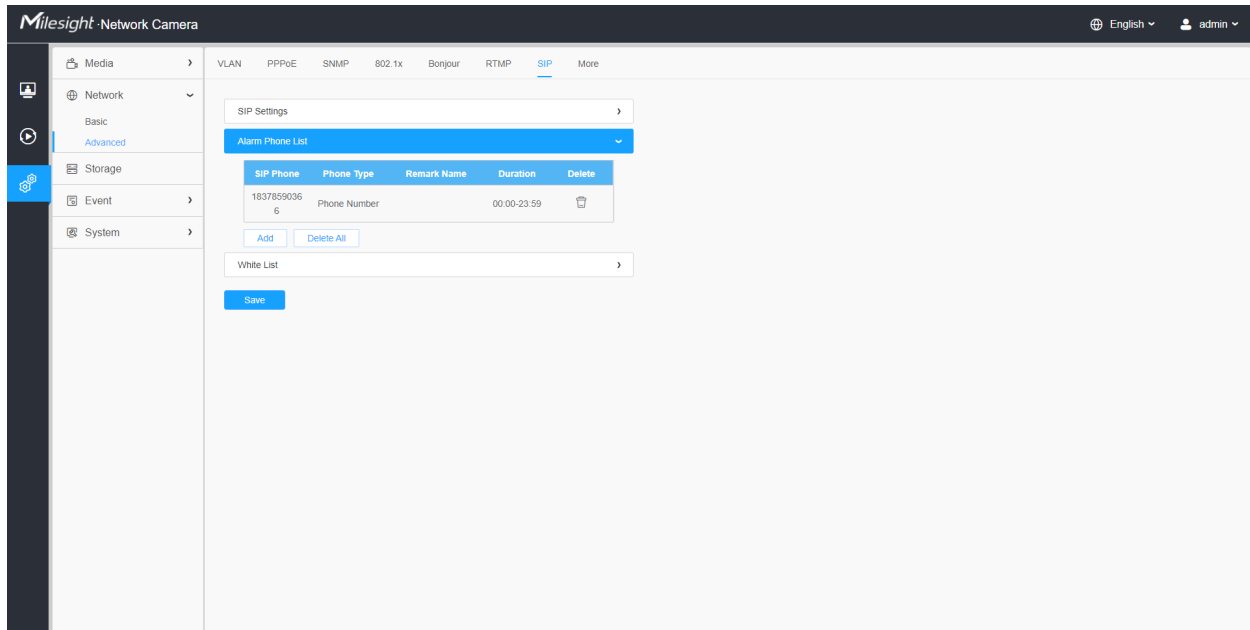 Milesight ·Network Camera
English
admin
Media
Network
Basic
Advanced
Storage
Event
System
VLAN PPPoE SNMP 802.1x Bonjour RTMP SIP More
SIP Settings
Alarm Phone List
SIP Phone Phone Type Remark Name Duration Delete
1837859036
6
Phone Number 00:00-23:59
Add Delete All
White List
Save